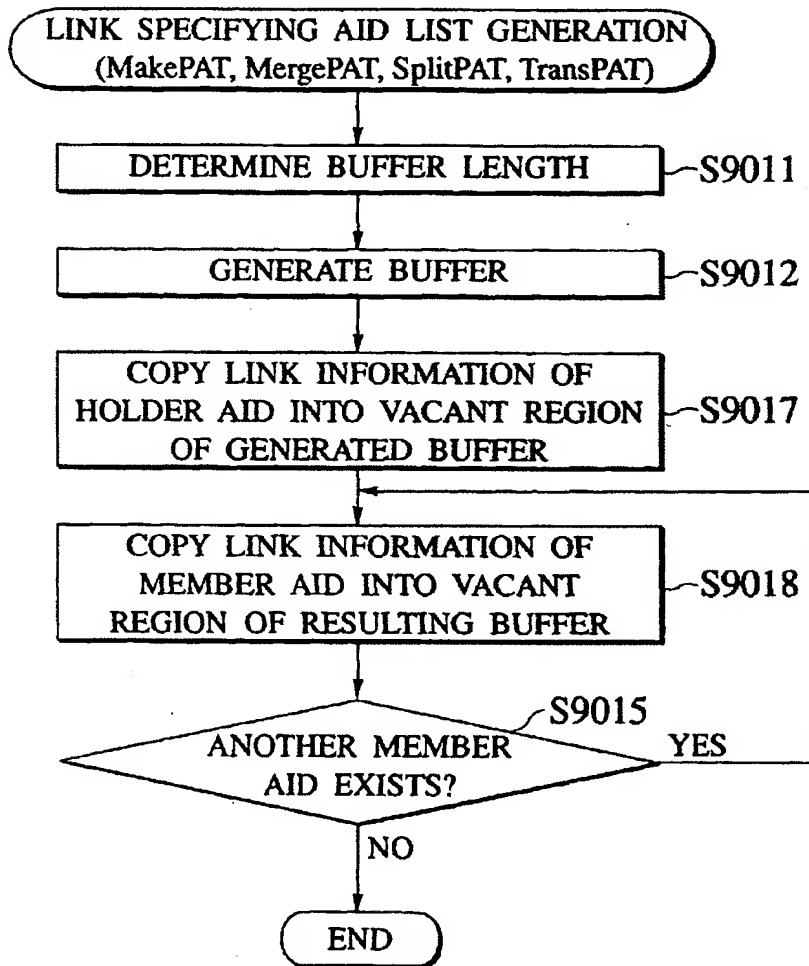 LINK SPECIFYING AID LIST GENERATION
(MakePAT, MergePAT, SplitPAT, TransPAT)
DETERMINE BUFFER LENGTH
S9011
GENERATE BUFFER
S9012
COPY LINK INFORMATION OF
HOLDER AID INTO VACANT REGION
OF GENERATED BUFFER
S9017
COPY LINK INFORMATION OF
MEMBER AID INTO VACANT
REGION OF RESULTING BUFFER
S9018
S9015
ANOTHER MEMBER
AID EXISTS?
YES
NO
END